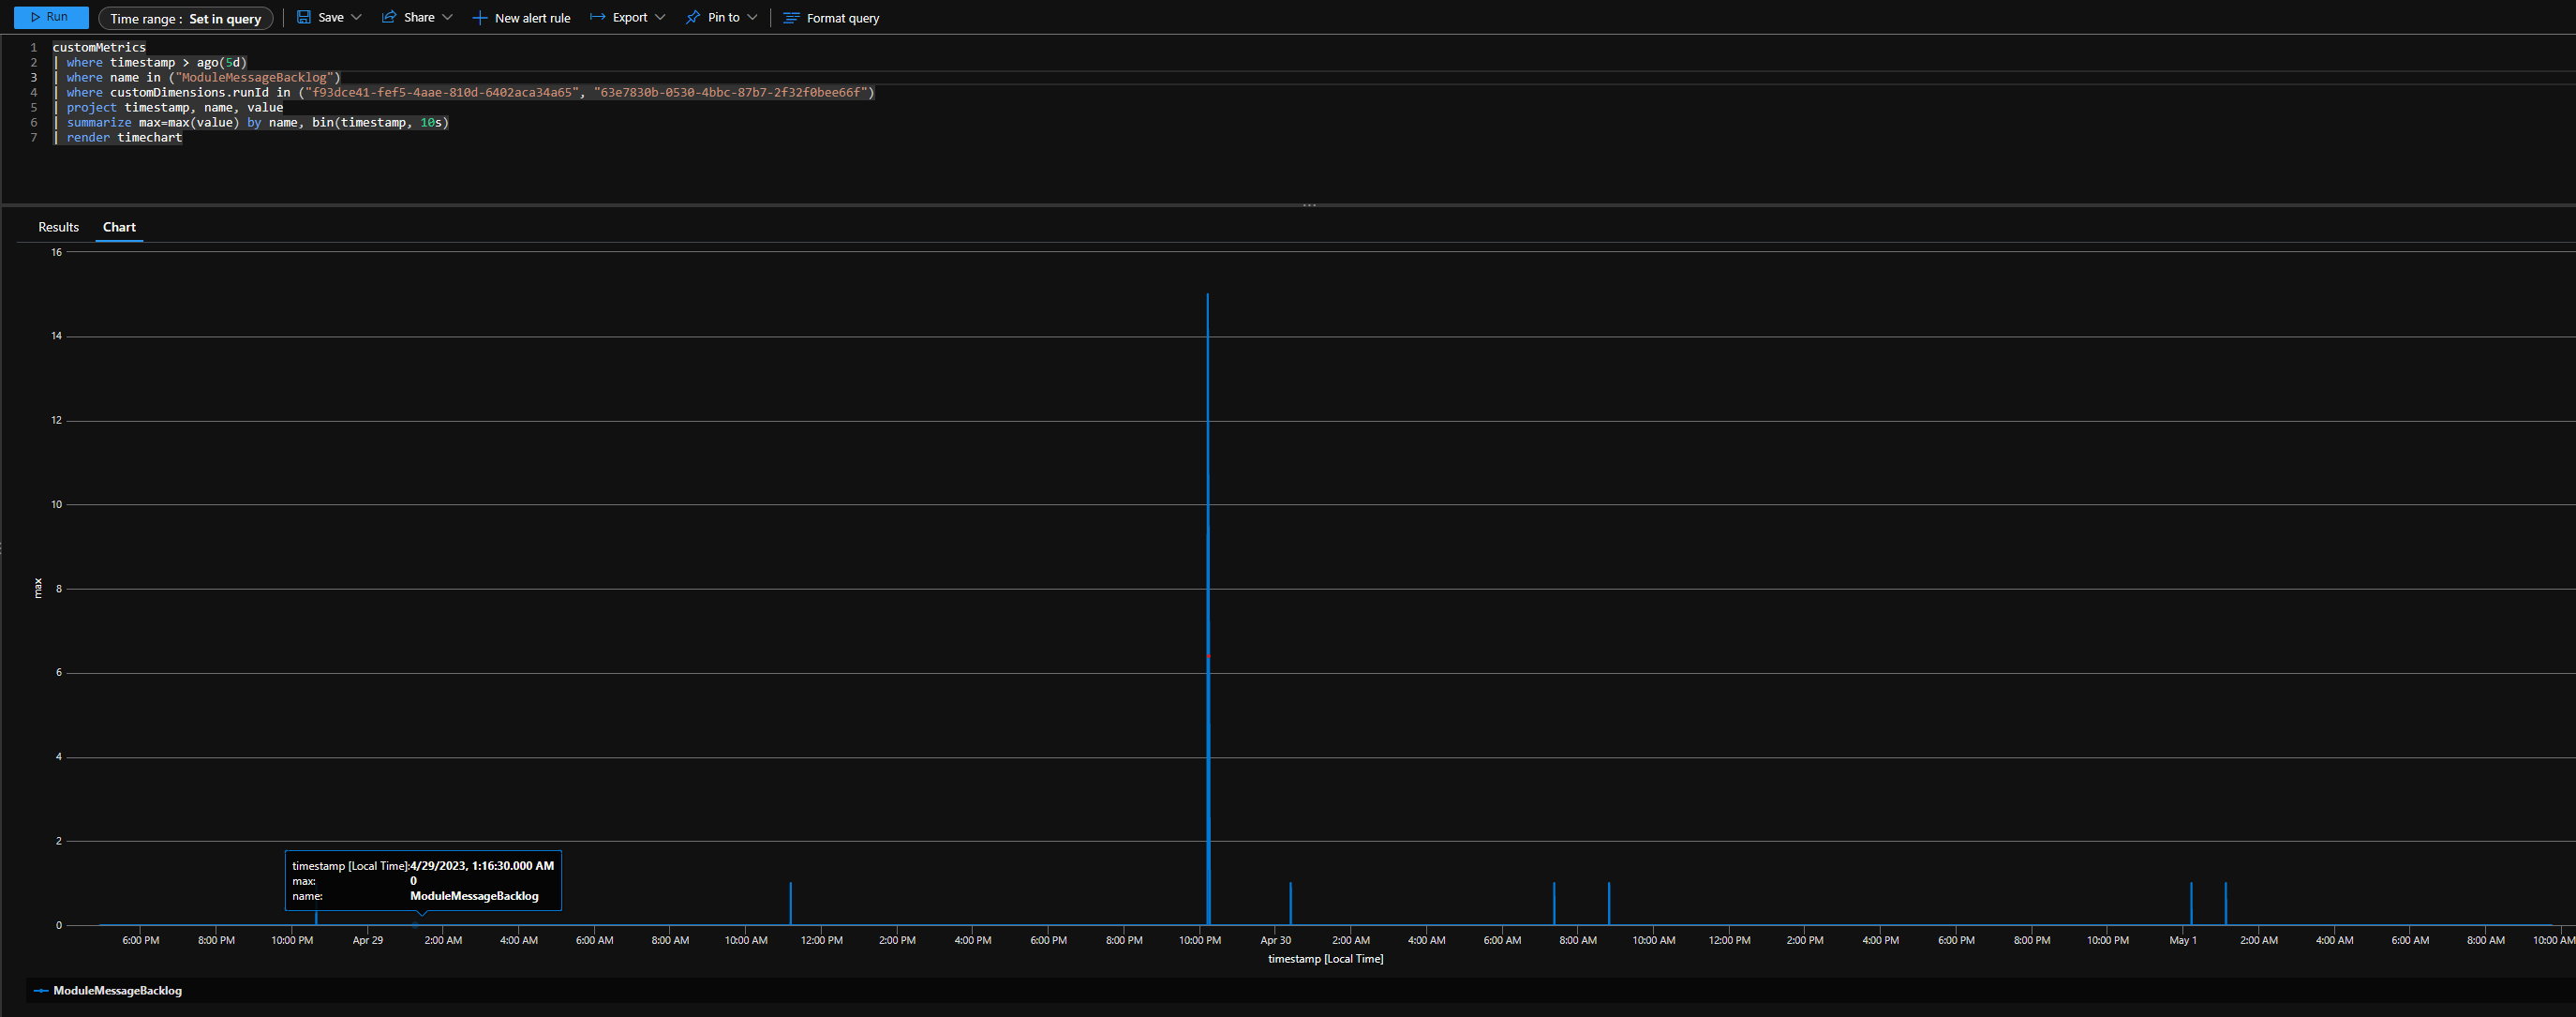 Run
Time range : Set in query
Save
Share
New alert rule
Export
Pin to
Format query
1 customMetrics
2 | where timestamp > ago(5d)
3 | where name in ("ModuleMessageBacklog")
4 | where customDimensions.runId in ("f93dce41-fef5-4aae-810d-6402aca34a65", "63e7830b-0530-4bbc-87b7-2f32f0bee66f")
5 | project timestamp, name, value
6 | summarize max=max(value) by name, bin(timestamp, 10s)
7 | render timechart
Results
Chart
16
14
12
10
8
6
4
2
0
max
timestamp [Local Time]:4/29/2023, 1:16:30.000 AM
max: 0
name: ModuleMessageBacklog
6:00 PM 8:00 PM 10:00 PM Apr 29 2:00 AM 4:00 AM 6:00 AM 8:00 AM 10:00 AM 12:00 PM 2:00 PM 4:00 PM 6:00 PM 8:00 PM 10:00 PM Apr 30 2:00 AM 4:00 AM 6:00 AM 8:00 AM 10:00 AM 12:00 PM 2:00 PM 4:00 PM 6:00 PM 8:00 PM 10:00 PM May 1 2:00 AM 4:00 AM 6:00 AM 8:00 AM 10:00 AM
timestamp [Local Time]
ModuleMessageBacklog